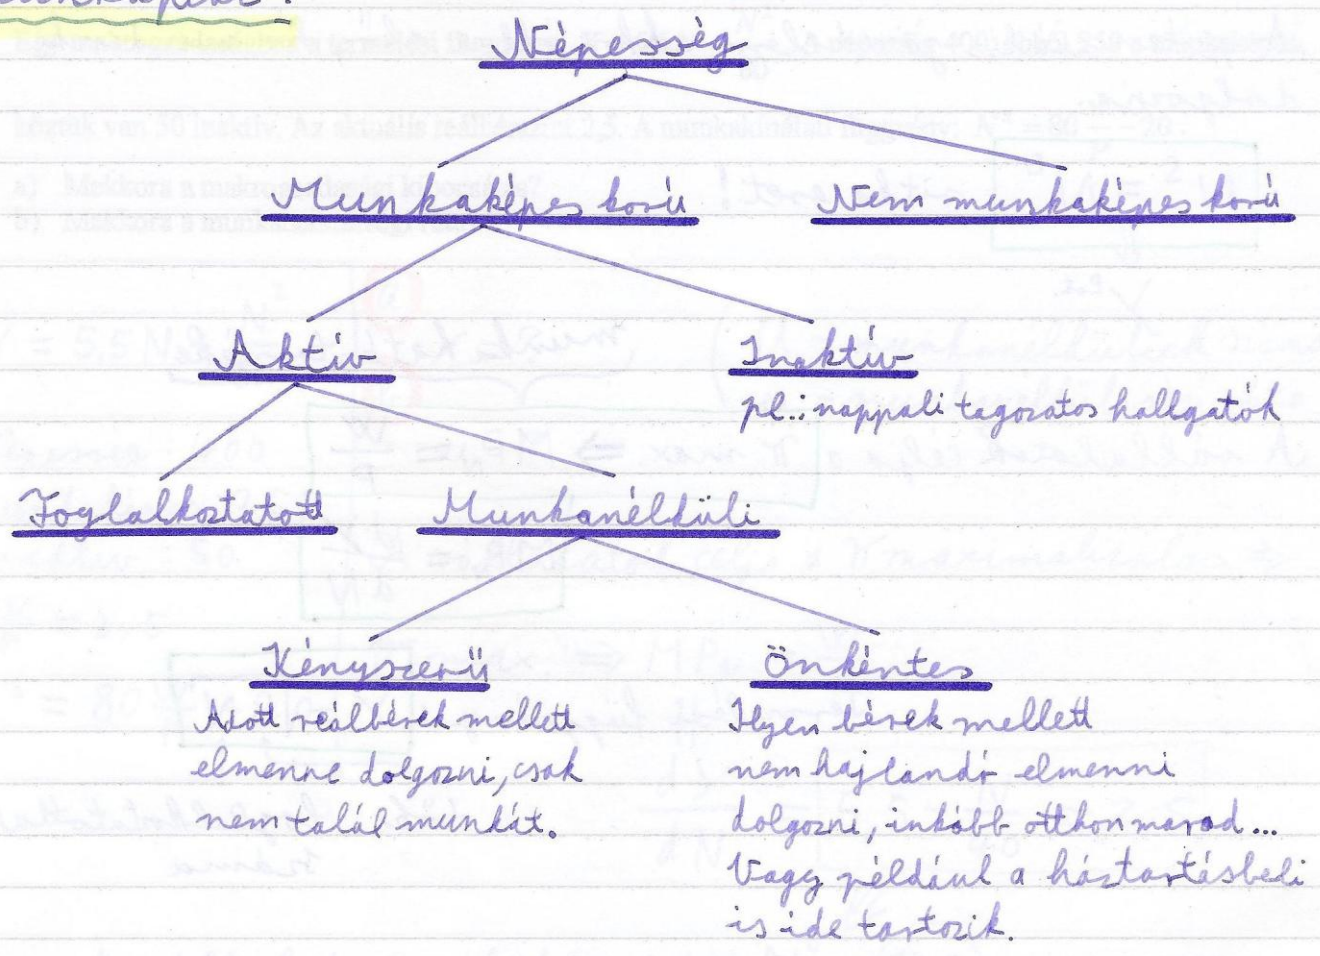 Népesség
Munkaképes korú
Nem munkaképes korú
Aktív
Inaktív
pl.: nappali tagozatos hallgatók
Foglalkoztatott
Munkanélküli
Kényszerű
Adott reálbérek mellett
elmenne dolgozni, csak
nem talál munkát.
Önkéntes
Ilyen bérek mellett
nem hajlandó elmenni
dolgozni, inkább otthon marad...
Vagy például a háztartásbeli
is ide tartozik.